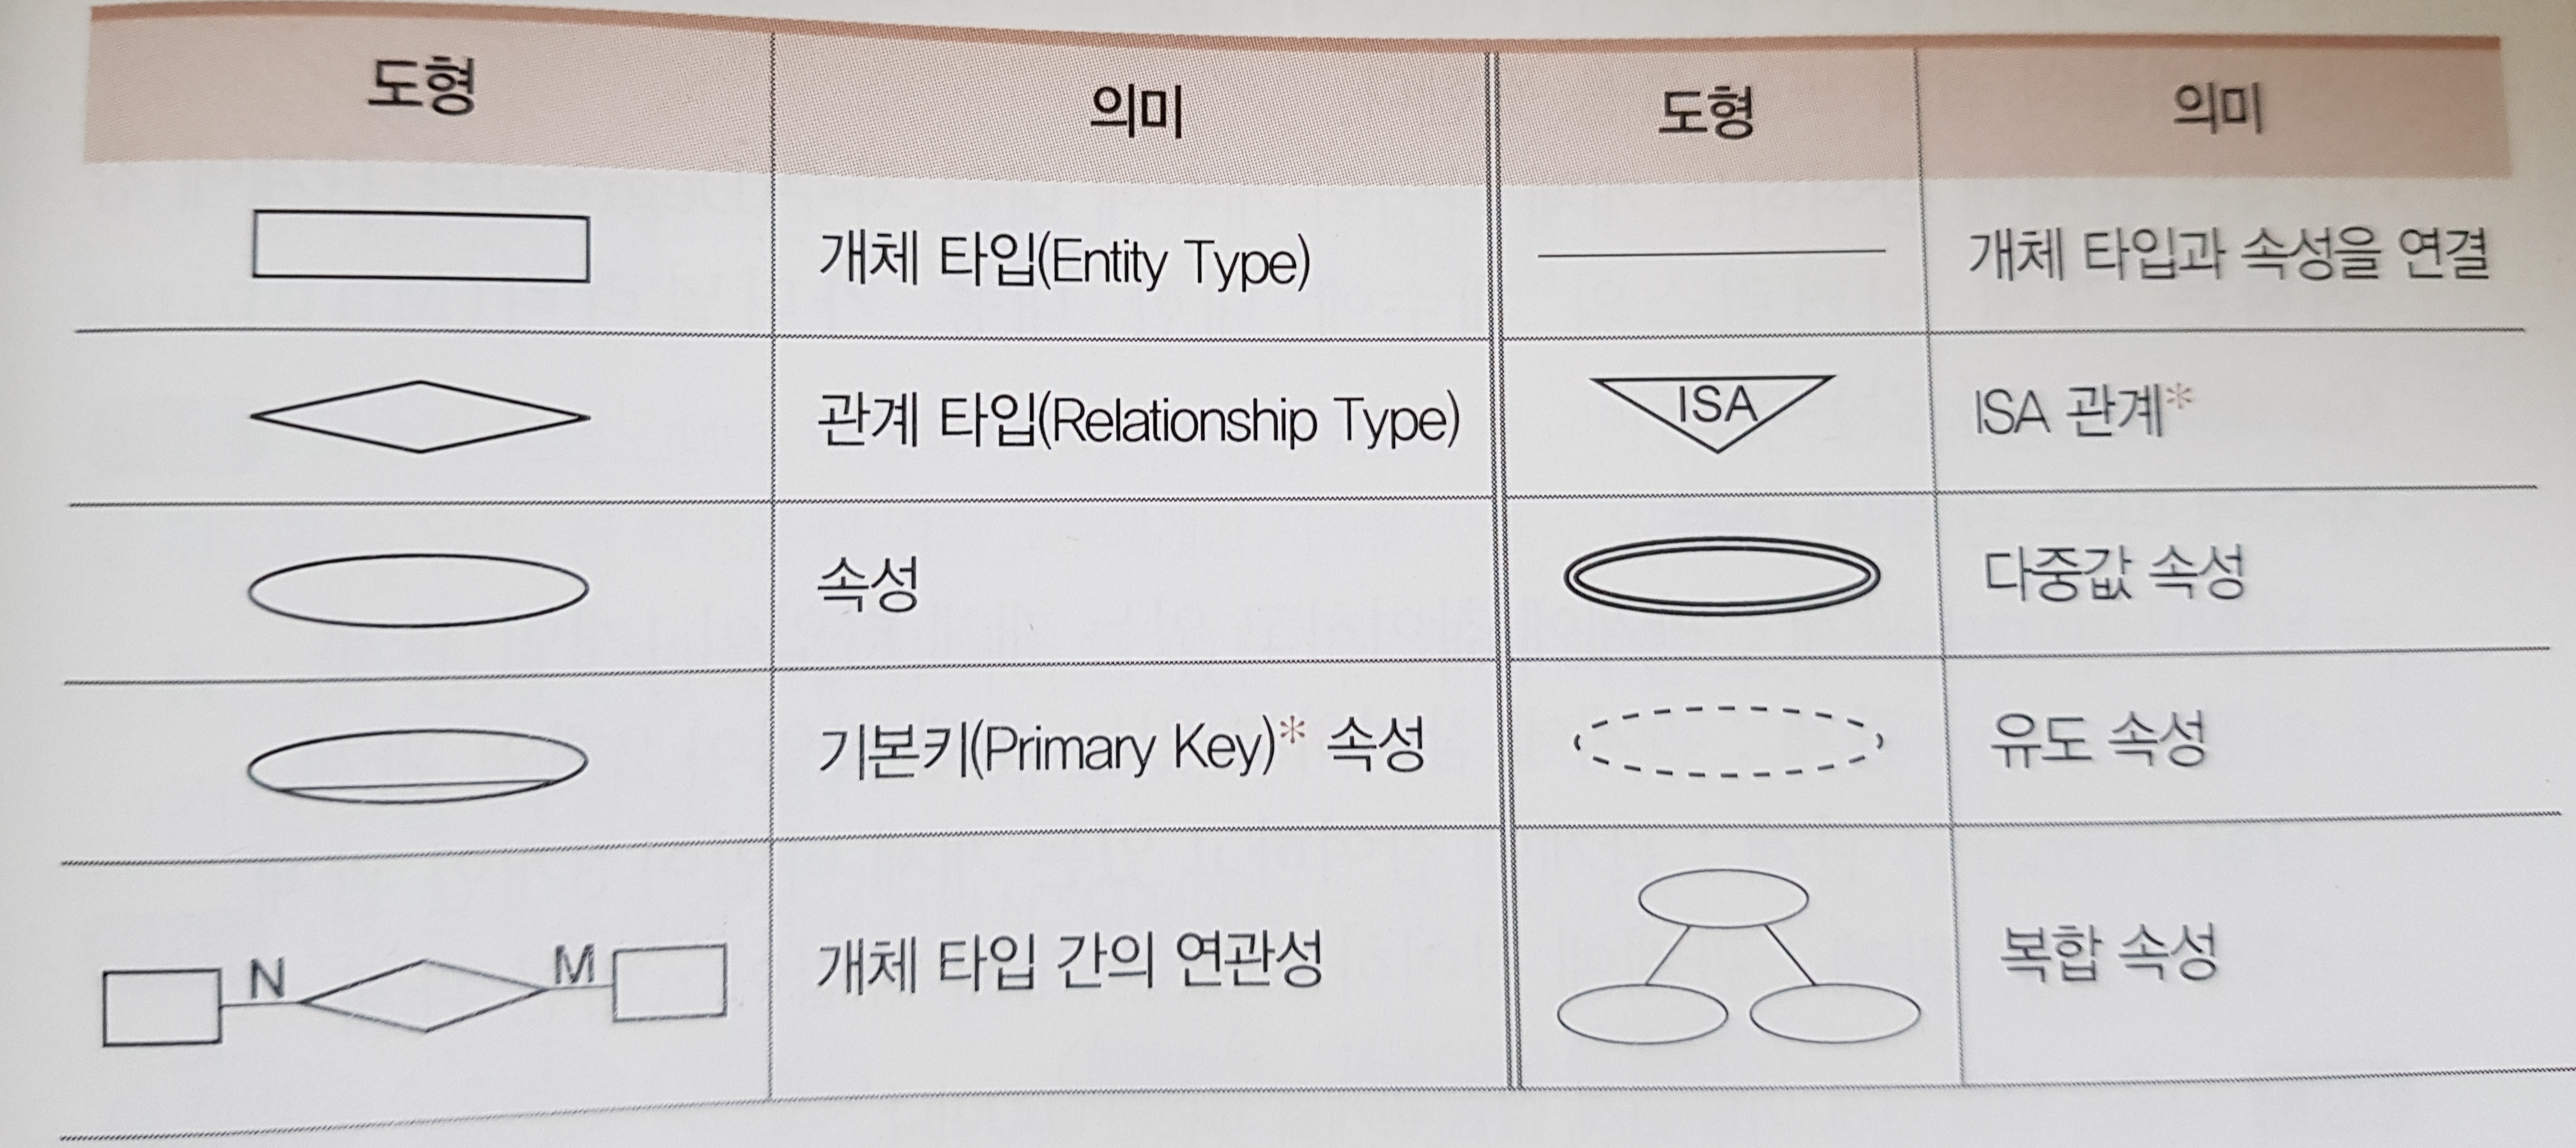 도형 의미 도형 의미
개체 타입(Entity Type) 개체 타입과 속성을 연결
관계 타입(Relationship Type) ISA ISA 관계*
속성 다중값 속성
기본키(Primary Key)* 속성 유도 속성
N M 개체 타입 간의 연관성 복합 속성